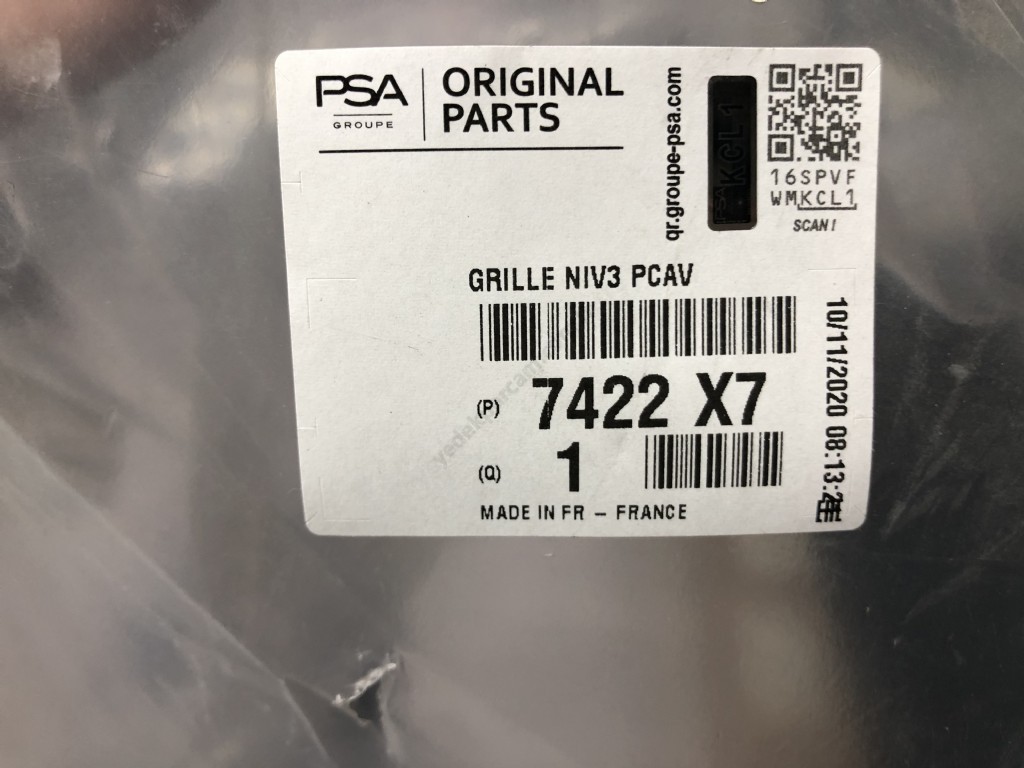 PSA
GROUPE
ORIGINAL
PARTS
qr.groupe-psa.com
PSA KCL1
16SPVF
WMKCL1
SCAN!
GRILLE NIV3 PCAV
(P) 7422 X7
(Q) 1
MADE IN FR – FRANCE
10/11/2020 08:13: